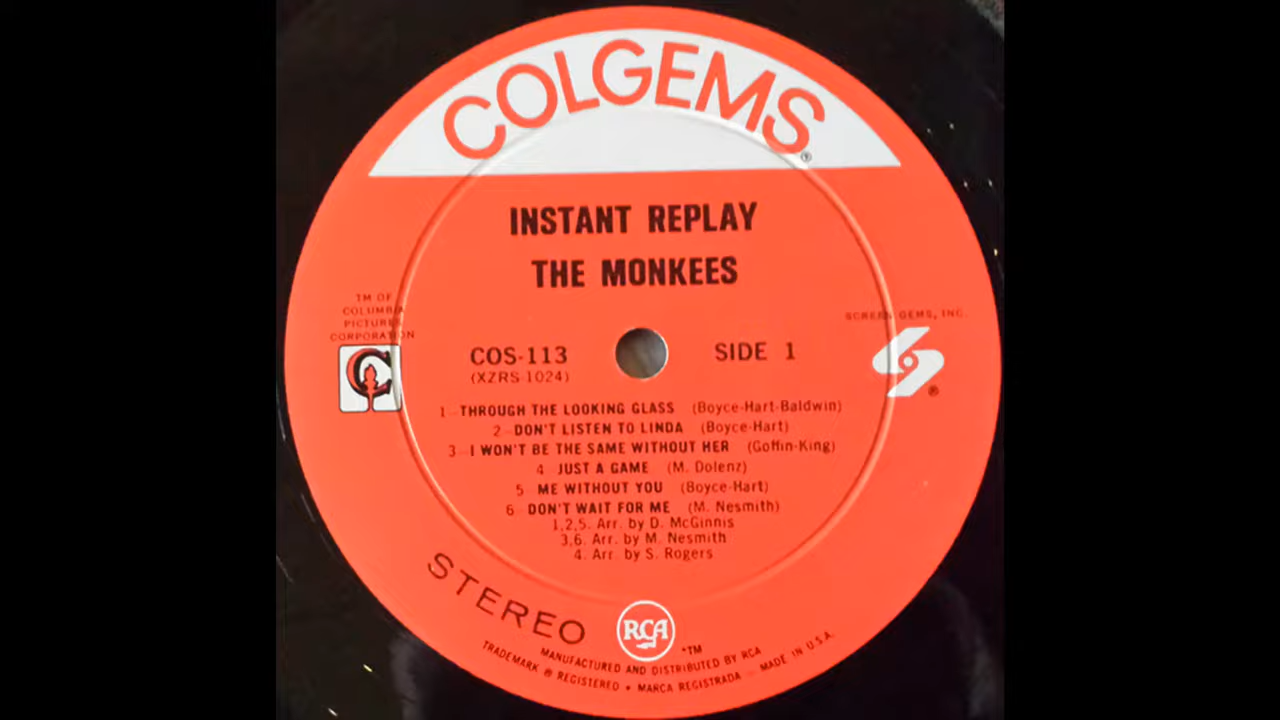 COLGEMS®
INSTANT REPLAY
THE MONKEES
TM OF
COLUMBIA
PICTURES
CORPORATION
C
SCREEN GEMS, INC.
®
COS-113
(XZRS-1024)
SIDE 1
1-THROUGH THE LOOKING GLASS (Boyce-Hart-Baldwin)
2-DON'T LISTEN TO LINDA (Boyce-Hart)
3-I WON'T BE THE SAME WITHOUT HER (Goffin-King)
4 JUST A GAME (M. Dolenz)
5 ME WITHOUT YOU (Boyce-Hart)
6-DON'T WAIT FOR ME (M. Nesmith)
1,2,5. Arr. by D. McGinnis
3,6. Arr. by M. Nesmith
4. Arr. by S. Rogers
STEREO
RCA
*TM
MANUFACTURED AND DISTRIBUTED BY RCA
TRADEMARK ® REGISTERED • MARCA REGISTRADA - MADE IN U.S.A.